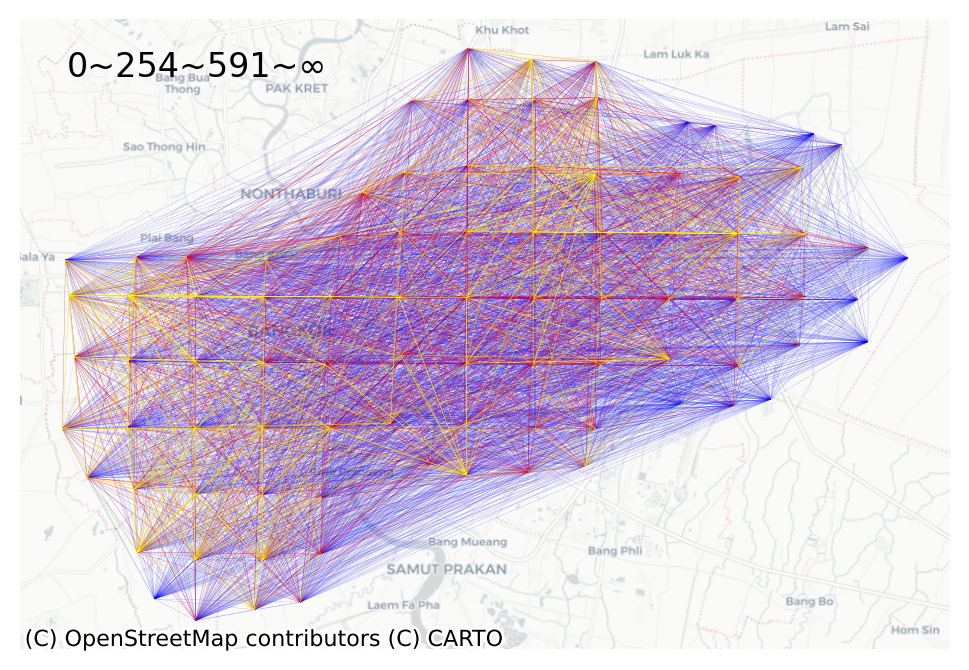 Khu Khot
Lam Sai
0~254~591~∞
Lam Luk Ka
Bang Bua
Thong
PAK KRET
Sao Thong Hin
NONTHABURI
Plai Bang
ala Ya
Bang Mueang
Bang Phli
SAMUT PRAKAN
Bang Bo
Laem Fa Pha
Hom Sin
(C) OpenStreetMap contributors (C) CARTO